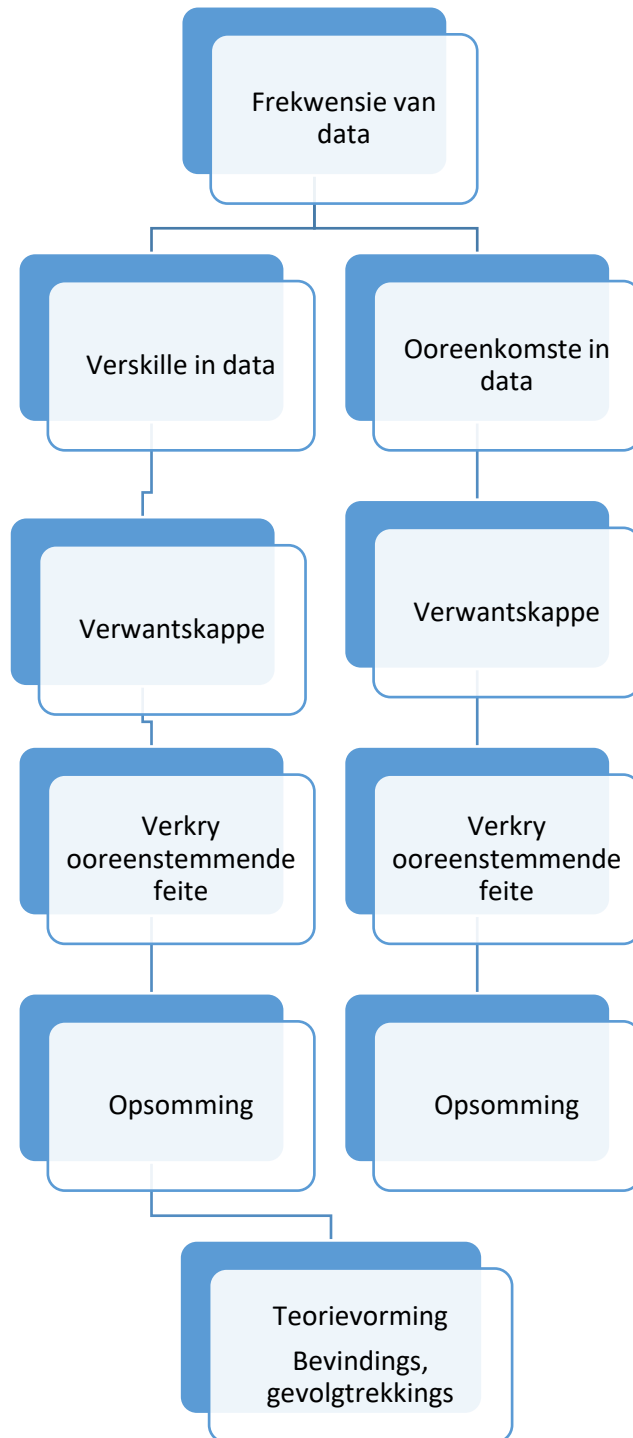 Frekwensie van
data
Verskille in data
Ooreenkomste in
data
Verwantskappe
Verwantskappe
Verkry
ooreenstemmende
feite
Verkry
ooreenstemmende
feite
Opsomming
Opsomming
Teorievorming
Bevindings,
gevolgtrekkings